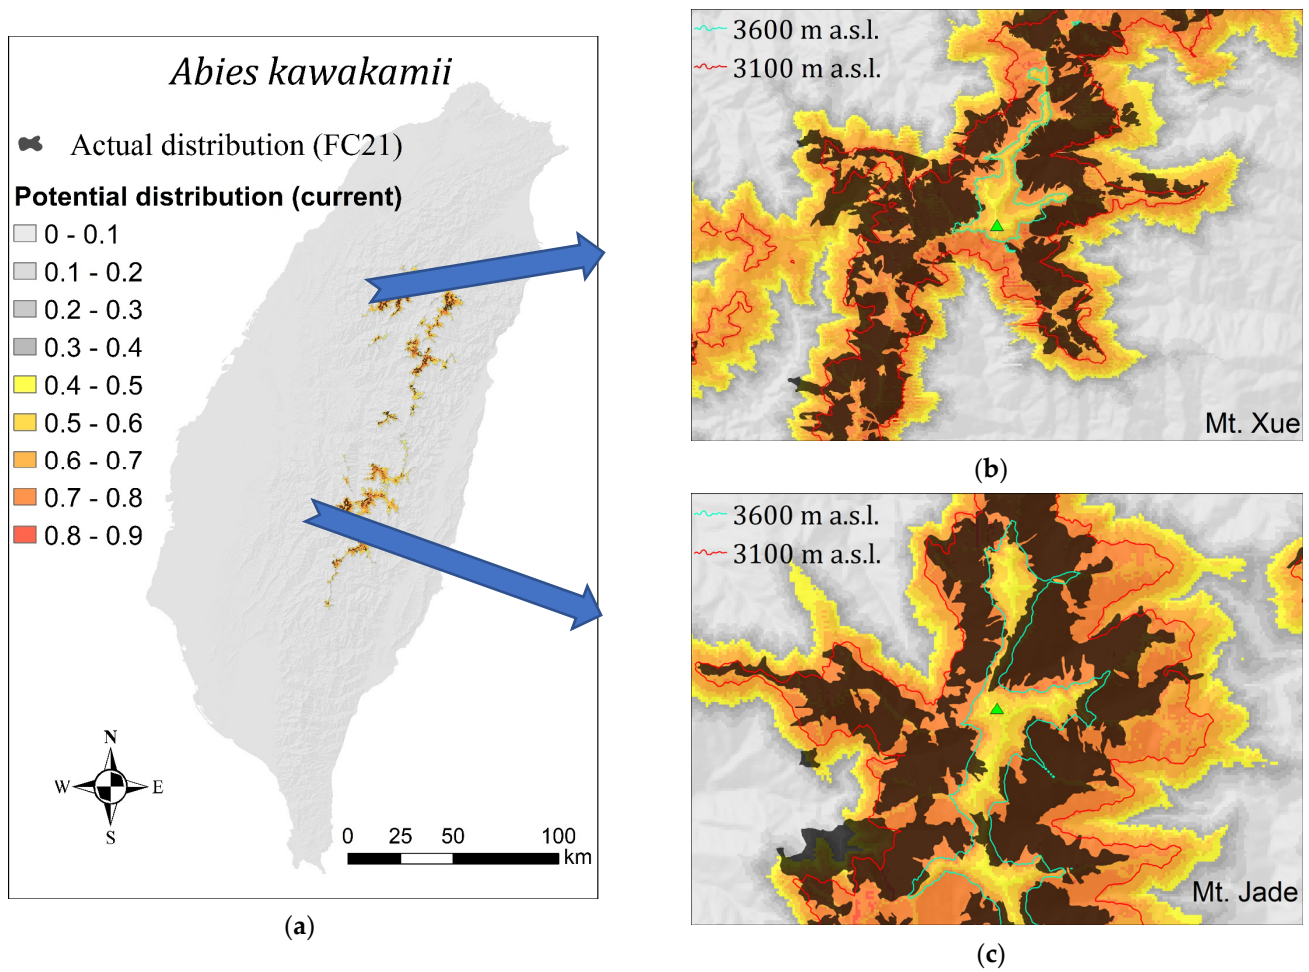 Abies kawakamii
Actual distribution (FC21)
Potential distribution (current)
0 - 0.1
0.1 - 0.2
0.2 - 0.3
0.3 - 0.4
0.4 - 0.5
0.5 - 0.6
0.6 - 0.7
0.7 - 0.8
0.8 - 0.9
N
W E
S
0 25 50 100
km
(a)
3600 m a.s.l.
3100 m a.s.l.
Mt. Xue
(b)
3600 m a.s.l.
3100 m a.s.l.
Mt. Jade
(c)